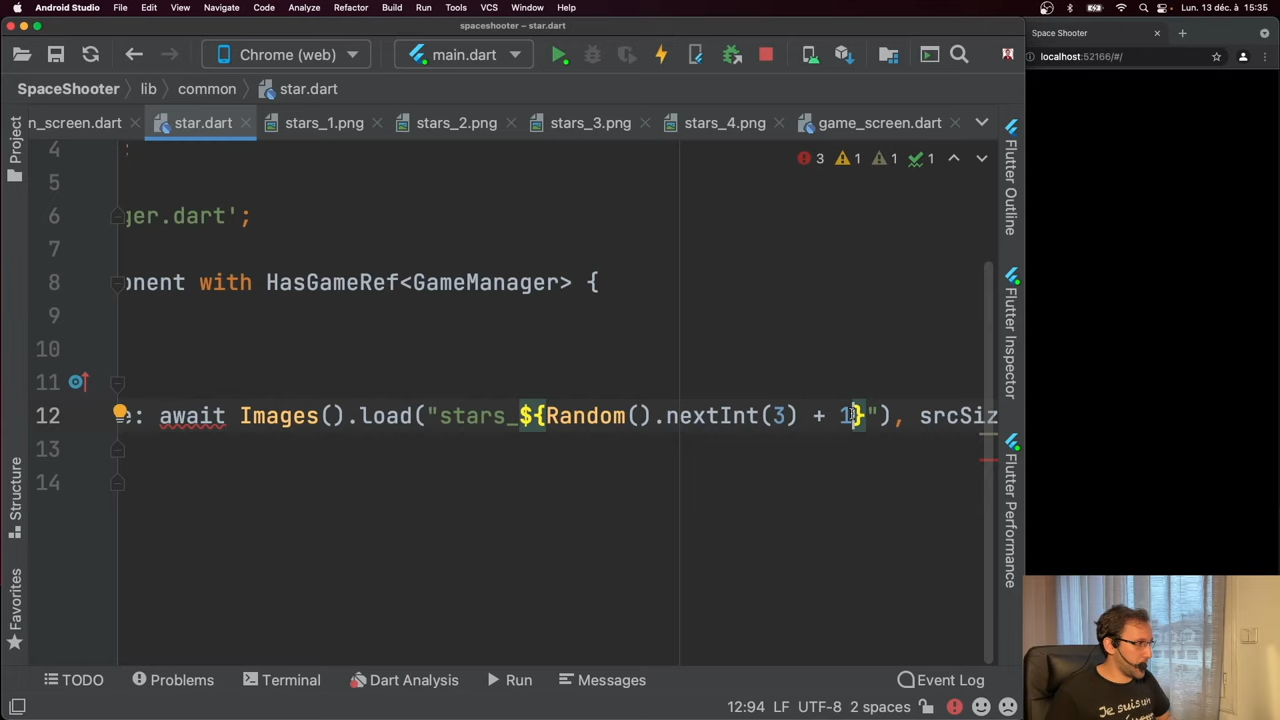 Android Studio File Edit View Navigate Code Analyze Refactor Build Run Tools VCS Window Help Lun. 13 déc. à 15:35
spaceshooter – star.dart
Space Shooter
Chrome (web) main.dart
localhost:52166/#/
SpaceShooter lib common star.dart
n_screen.dart star.dart stars_1.png stars_2.png stars_3.png stars_4.png game_screen.dart
4 ;
3 1 1 1
5
6 ger.dart';
7
8 onent with HasGameRef<GameManager> {
9
10
11
12 e: await Images().load("stars_${Random().nextInt(3) + 1}"), srcSiz
13
14
Project
Structure
Favorites
Flutter Outline
Flutter Inspector
Flutter Performance
Je suis un
TODO Problems Terminal Dart Analysis Run Messages Event Log
12:94 LF UTF-8 2 spaces